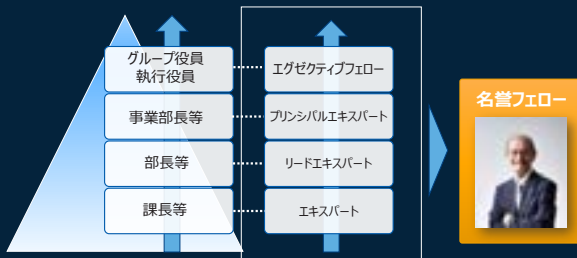 グループ役員
執行役員
エグゼクティブフェロー
事業部長等
プリンシパルエキスパート
部長等
リードエキスパート
課長等
エキスパート
名誉フェロー